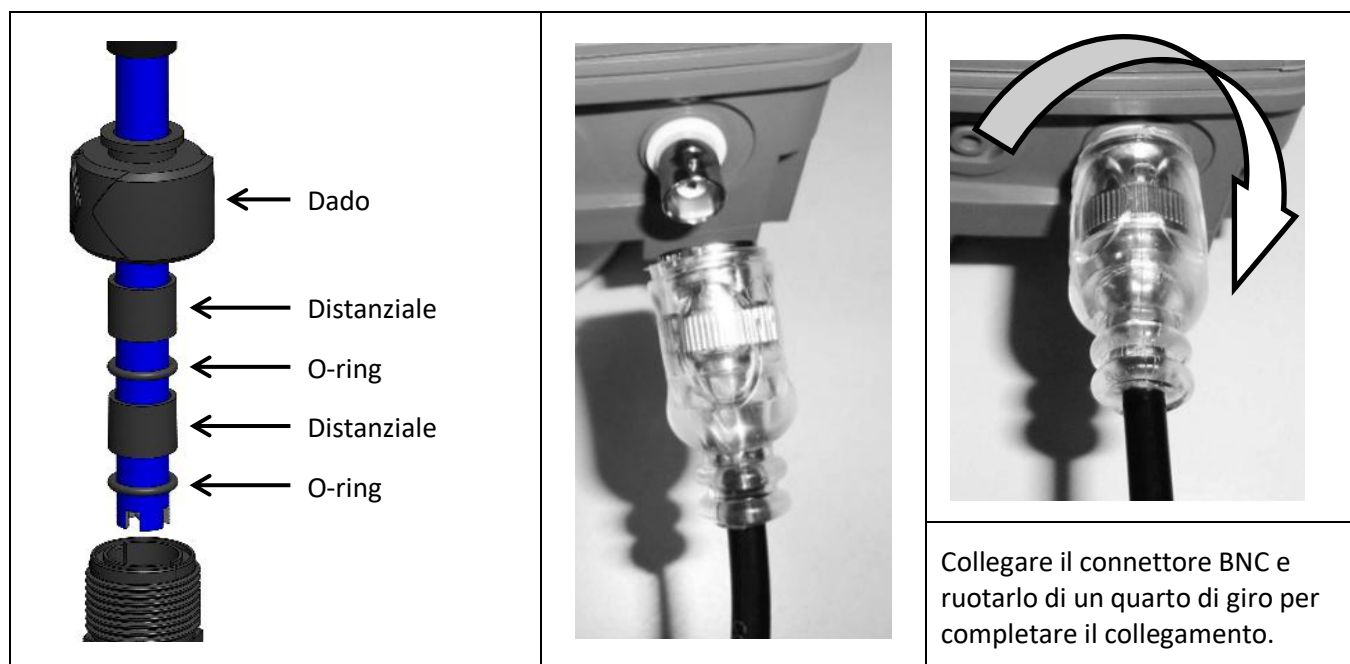 Dado
Distanziale
O-ring
Distanziale
O-ring
Collegare il connettore BNC e
ruotarlo di un quarto di giro per
completare il collegamento.